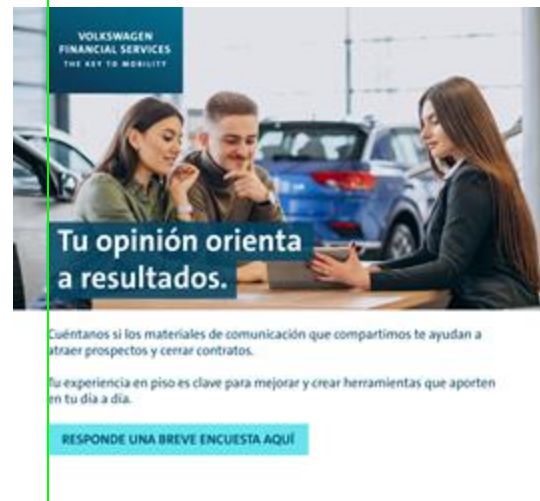 VOLKSWAGEN
FINANCIAL SERVICES
THE KEY TO MOBILITY
Tu opinión orienta
a resultados.
Cuéntanos si los materiales de comunicación que compartimos te ayudan a
atraer prospectos y cerrar contratos.
Tu experiencia en piso es clave para mejorar y crear herramientas que aporten
en tu día a día.
RESPONDE UNA BREVE ENCUESTA AQUÍ